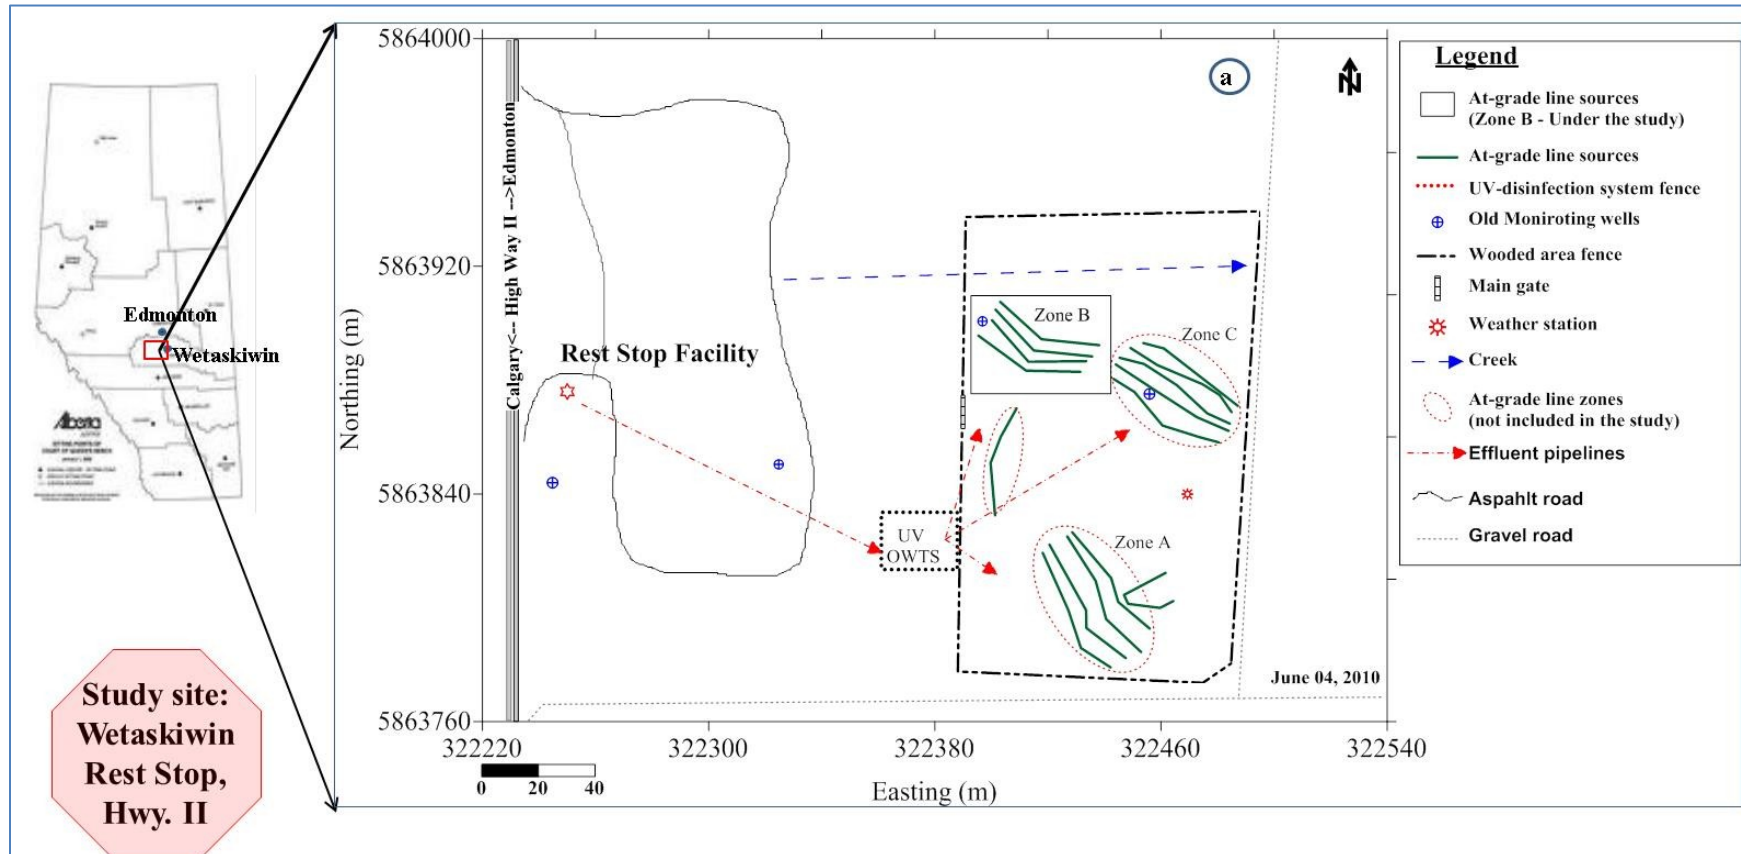 Edmonton
Wetaskiwin
Alberta
Study site:
Wetaskiwin
Rest Stop,
Hwy. II
5864000
5863920
5863840
5863760
Northing (m)
322220
322300
322380
322460
322540
Easting (m)
0
20
40
Calgary<-- High Way II -->Edmonton
a
N
Rest Stop Facility
Zone B
Zone C
Zone A
UV
OWTS
June 04, 2010
Legend
At-grade line sources
(Zone B - Under the study)
At-grade line sources
UV-disinfection system fence
Old Moniroting wells
Wooded area fence
Main gate
Weather station
Creek
At-grade line zones
(not included in the study)
Effluent pipelines
Aspahlt road
Gravel road